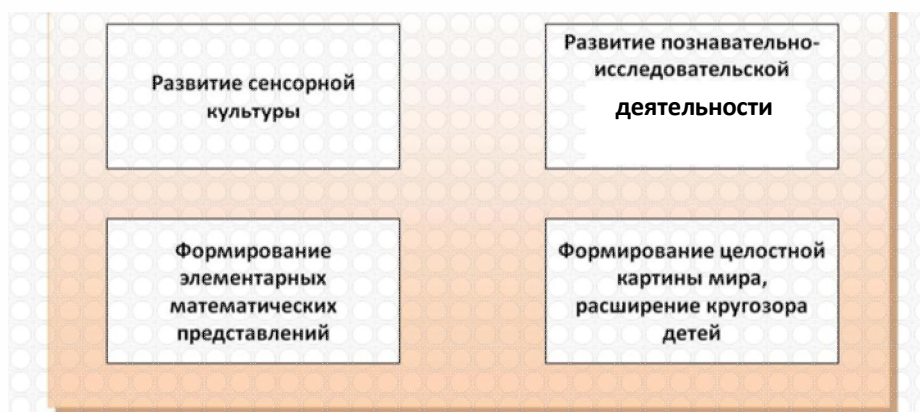 Развитие сенсорной
культуры
Развитие познавательно-
исследовательской
деятельности
Формирование
элементарных
математических
представлений
Формирование целостной
картины мира,
расширение кругозора
детей